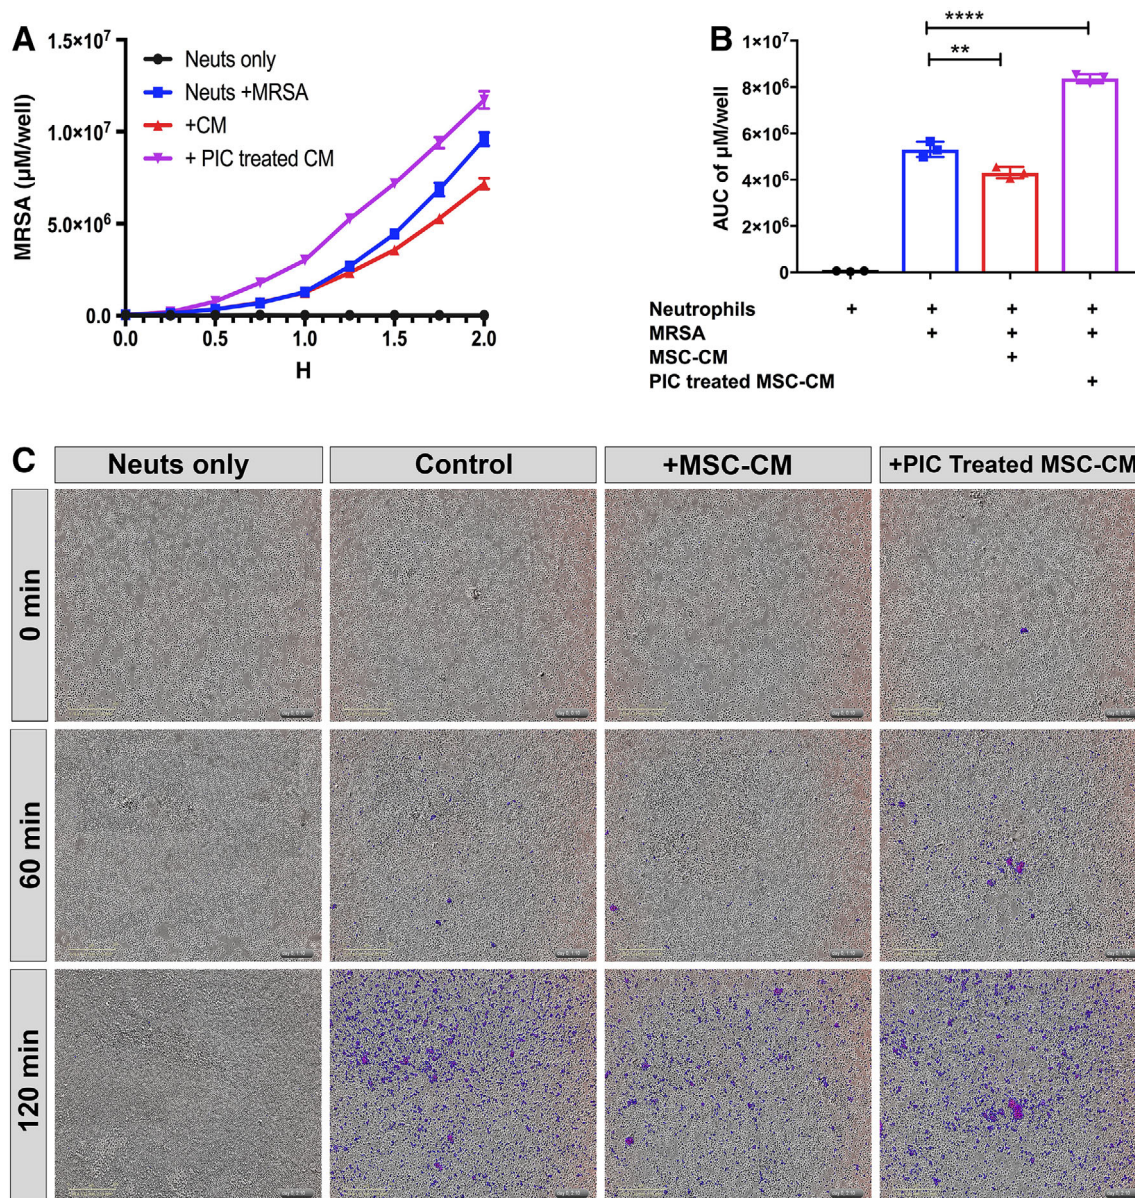 A
MRSA (µM/well)
1.5×10⁷
1.0×10⁷
5.0×10⁶
0.0
0.0 0.5 1.0 1.5 2.0
H
Neuts only
Neuts +MRSA
+CM
+ PIC treated CM
B
****
**
AUC of µM/well
1×10⁷
8×10⁶
6×10⁶
4×10⁶
2×10⁶
0
Neutrophils + + + +
MRSA + + +
MSC-CM +
PIC treated MSC-CM +
C
Neuts only Control +MSC-CM +PIC Treated MSC-CM
0 min
60 min
120 min